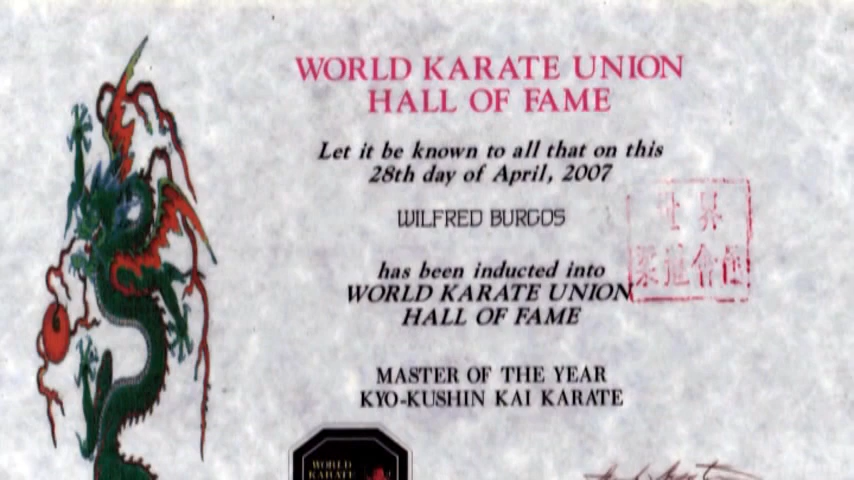 WORLD KARATE UNION
HALL OF FAME
Let it be known to all that on this
28th day of April, 2007
WILFRED BURGOS
世界
has been inducted into
WORLD KARATE UNION
HALL OF FAME
MASTER OF THE YEAR
KYO-KUSHIN KAI KARATE
WORLD
KARATE